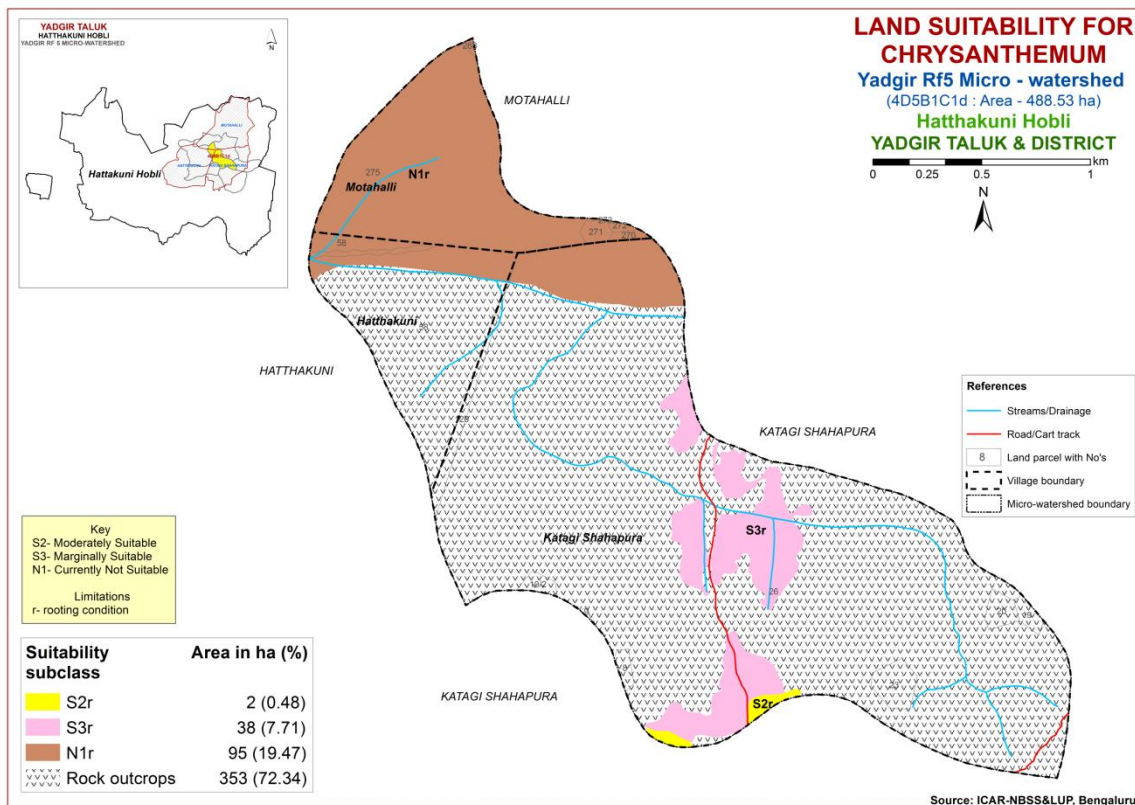 YADGIR TALUK
HATTHAKUNI HOBLI
YADGIR RF 5 MICRO-WATERSHED
N
MOTAHALLI
Hattakuni Hobli
LAND SUITABILITY FOR
CHRYSANTHEMUM
Yadgir Rf5 Micro - watershed
(4D5B1C1d : Area - 488.53 ha)
Hatthakuni Hobli
YADGIR TALUK & DISTRICT
km
0 0.25 0.5 1
N
MOTAHALLI
275
Motahalli
N1r
58
271
272
270
Hatthakuni
HATTHAKUNI
28
KATAGI SHAHAPURA
S3r
Katagi Shahapura
26
20
19
KATAGI SHAHAPURA
S2r
References
Streams/Drainage
Road/Cart track
8 Land parcel with No's
Village boundary
Micro-watershed boundary
Key
S2- Moderately Suitable
S3- Marginally Suitable
N1- Currently Not Suitable
Limitations
r- rooting condition
Suitability subclass Area in ha (%)
S2r 2 (0.48)
S3r 38 (7.71)
N1r 95 (19.47)
Rock outcrops 353 (72.34)
Source: ICAR-NBSS&LUP, Bengaluru